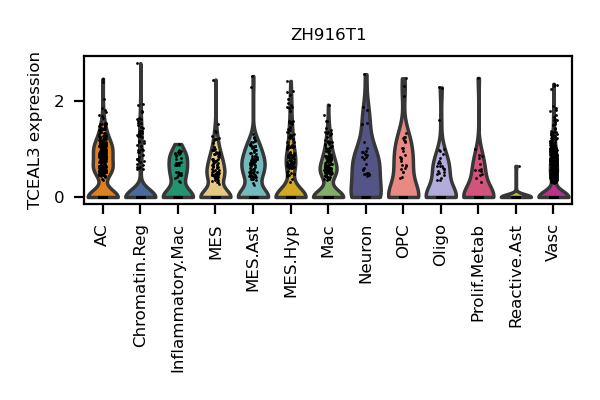 ZH916T1
TCEAL3 expression
2
0
AC
Chromatin.Reg
Inflammatory.Mac
MES
MES.Ast
MES.Hyp
Mac
Neuron
OPC
Oligo
Prolif.Metab
Reactive.Ast
Vasc